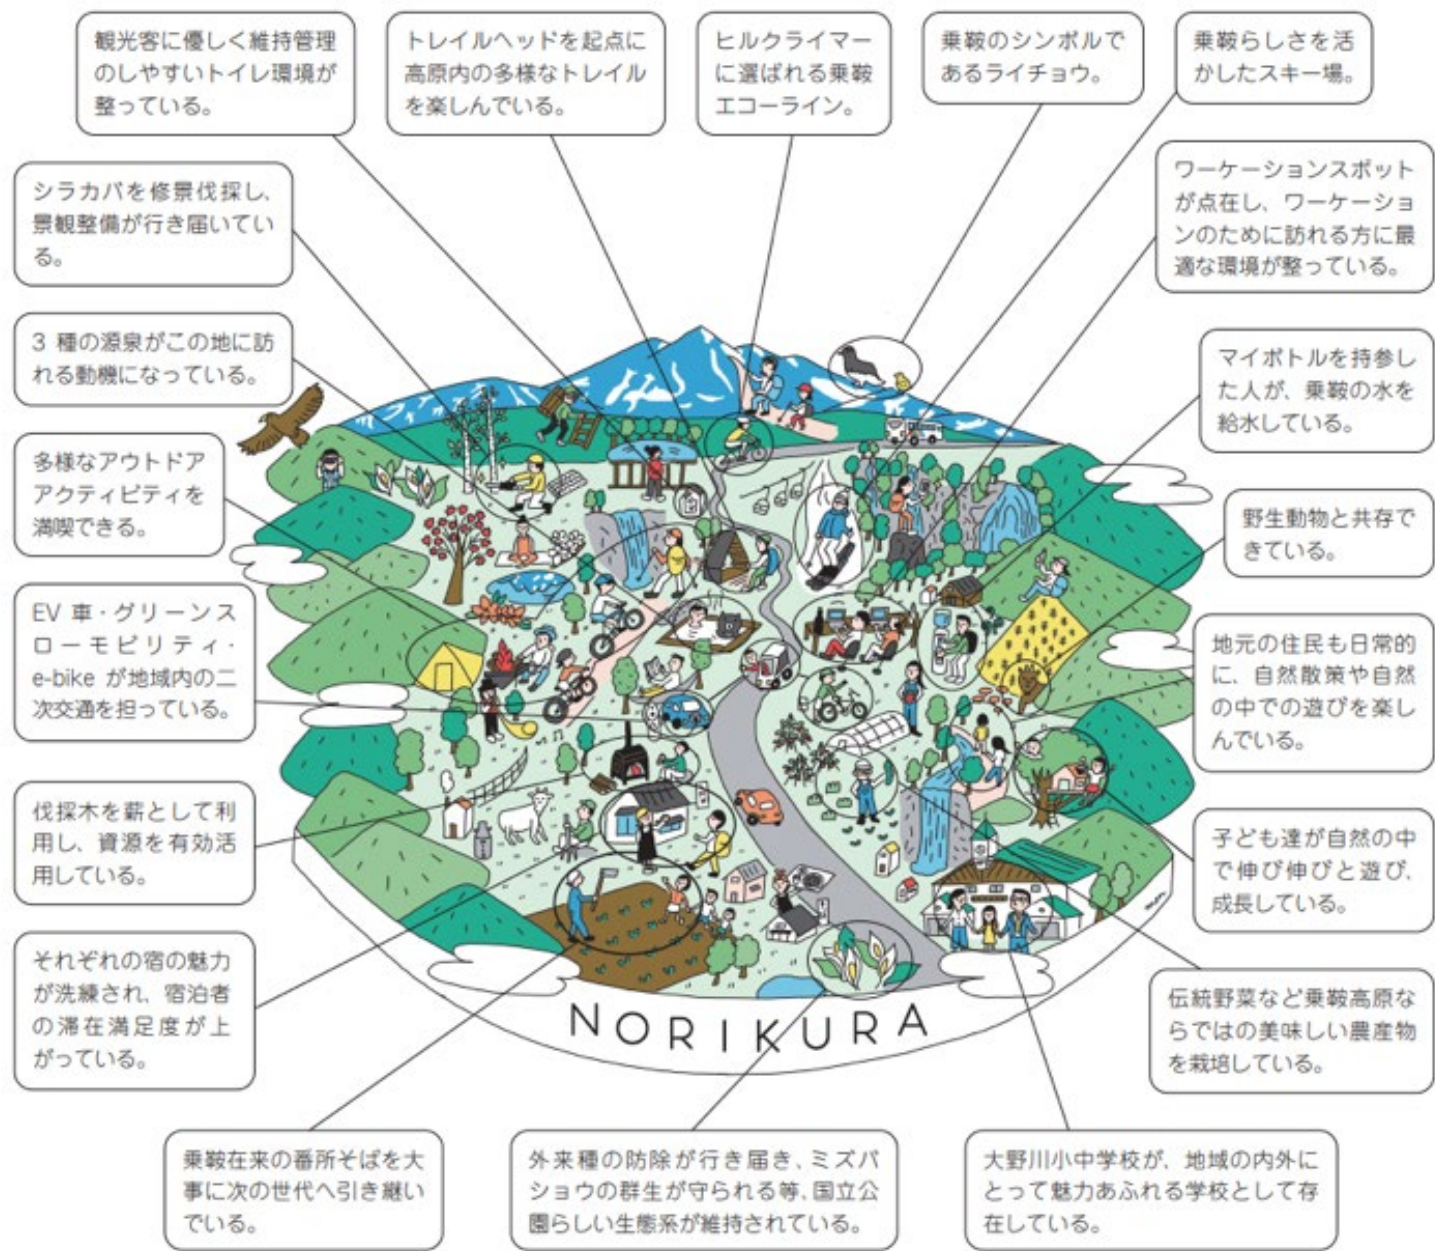 観光客に優しく維持管理
のしやすいトイレ環境が
整っている。
トレイルヘッドを起点に
高原内の多様なトレイル
を楽しんでいる。
ヒルクライマー
に選ばれる乗鞍
エコーライン。
乗鞍のシンボルで
あるライチョウ。
乗鞍らしさを活
かしたスキー場。
シラカバを修景伐採し、
景観整備が行き届いてい
る。
ワーケーションスポット
が点在し、ワーケーショ
ンのために訪れる方に最
適な環境が整っている。
3 種の源泉がこの地に訪
れる動機になっている。
マイボトルを持参し
た人が、乗鞍の水を
給水している。
多様なアウトドア
アクティビティを
満喫できる。
野生動物と共存で
きている。
EV 車・グリーンス
ローモビリティ・
e-bike が地域内の二
次交通を担っている。
地元の住民も日常的
に、自然散策や自然
の中での遊びを楽し
んでいる。
伐採木を薪として利
用し、資源を有効活
用している。
子ども達が自然の中
で伸び伸びと遊び、
成長している。
それぞれの宿の魅力
が洗練され、宿泊者
の滞在満足度が上
がっている。
伝統野菜など乗鞍高原な
らではの美味しい農産物
を栽培している。
NORIKURA
乗鞍在来の番所そばを大
事に次の世代へ引き継い
でいる。
外来種の防除が行き届き、ミズバ
ショウの群生が守られる等、国立公
園らしい生態系が維持されている。
大野川小中学校が、地域の内外に
とって魅力あふれる学校として存
在している。